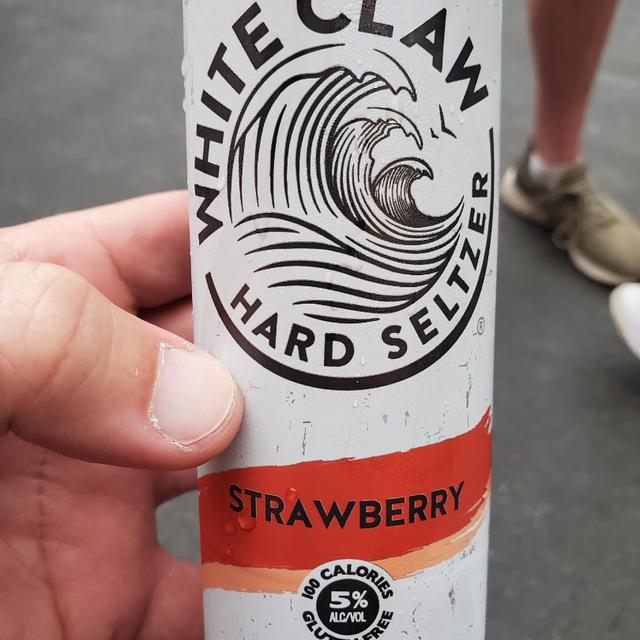 WHITE CLAW
HARD SELTZER
®
STRAWBERRY
100 CALORIES
5%
ALC/VOL
GLUTEN FREE